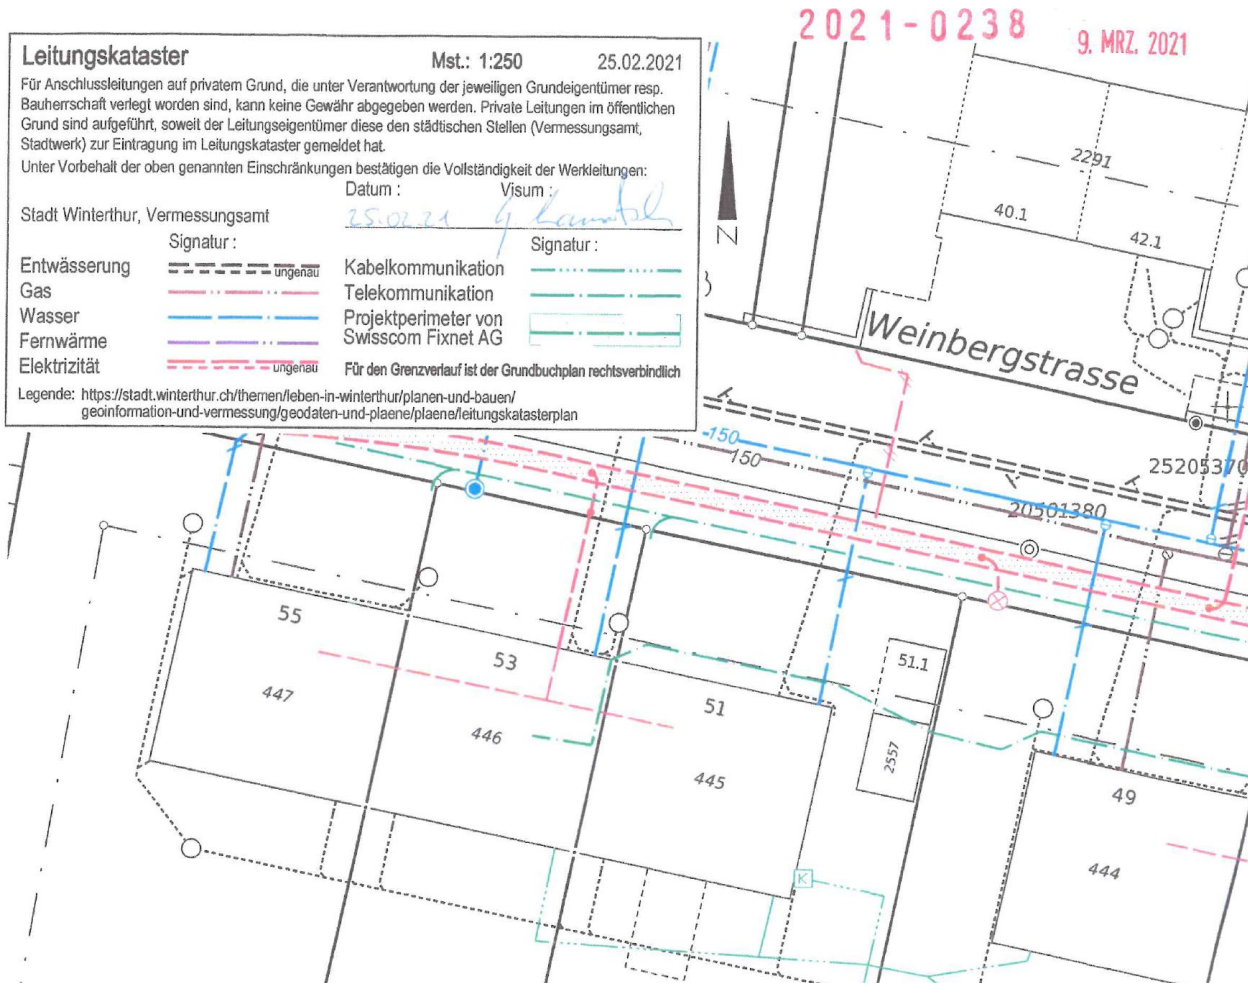 2021-0238
9. MRZ. 2021
Leitungskataster Mst.: 1:250 25.02.2021
Für Anschlussleitungen auf privatem Grund, die unter Verantwortung der jeweiligen Grundeigentümer resp.
Bauherrschaft verlegt worden sind, kann keine Gewähr abgegeben werden. Private Leitungen im öffentlichen
Grund sind aufgeführt, soweit der Leitungseigentümer diese den städtischen Stellen (Vermessungsamt,
Stadtwerk) zur Eintragung im Leitungskataster gemeldet hat.
Unter Vorbehalt der oben genannten Einschränkungen bestätigen die Vollständigkeit der Werkleitungen:
Datum : Visum :
Stadt Winterthur, Vermessungsamt 25.02.21
Signatur : Signatur :
Entwässerung ungenau Kabelkommunikation
Gas Telekommunikation
Wasser Projektperimeter von
Fernwärme Swisscom Fixnet AG
Elektrizität ungenau Für den Grenzverlauf ist der Grundbuchplan rechtsverbindlich
Legende: https://stadt.winterthur.ch/themen/leben-in-winterthur/planen-und-bauen/
geoinformation-und-vermessung/geodaten-und-plaene/plaene/leitungskatasterplan
N
2291
40.1
42.1
Weinbergstrasse
150
150
25205370
20501380
55
53
51
51.1
447
446
445
2557
49
444
K